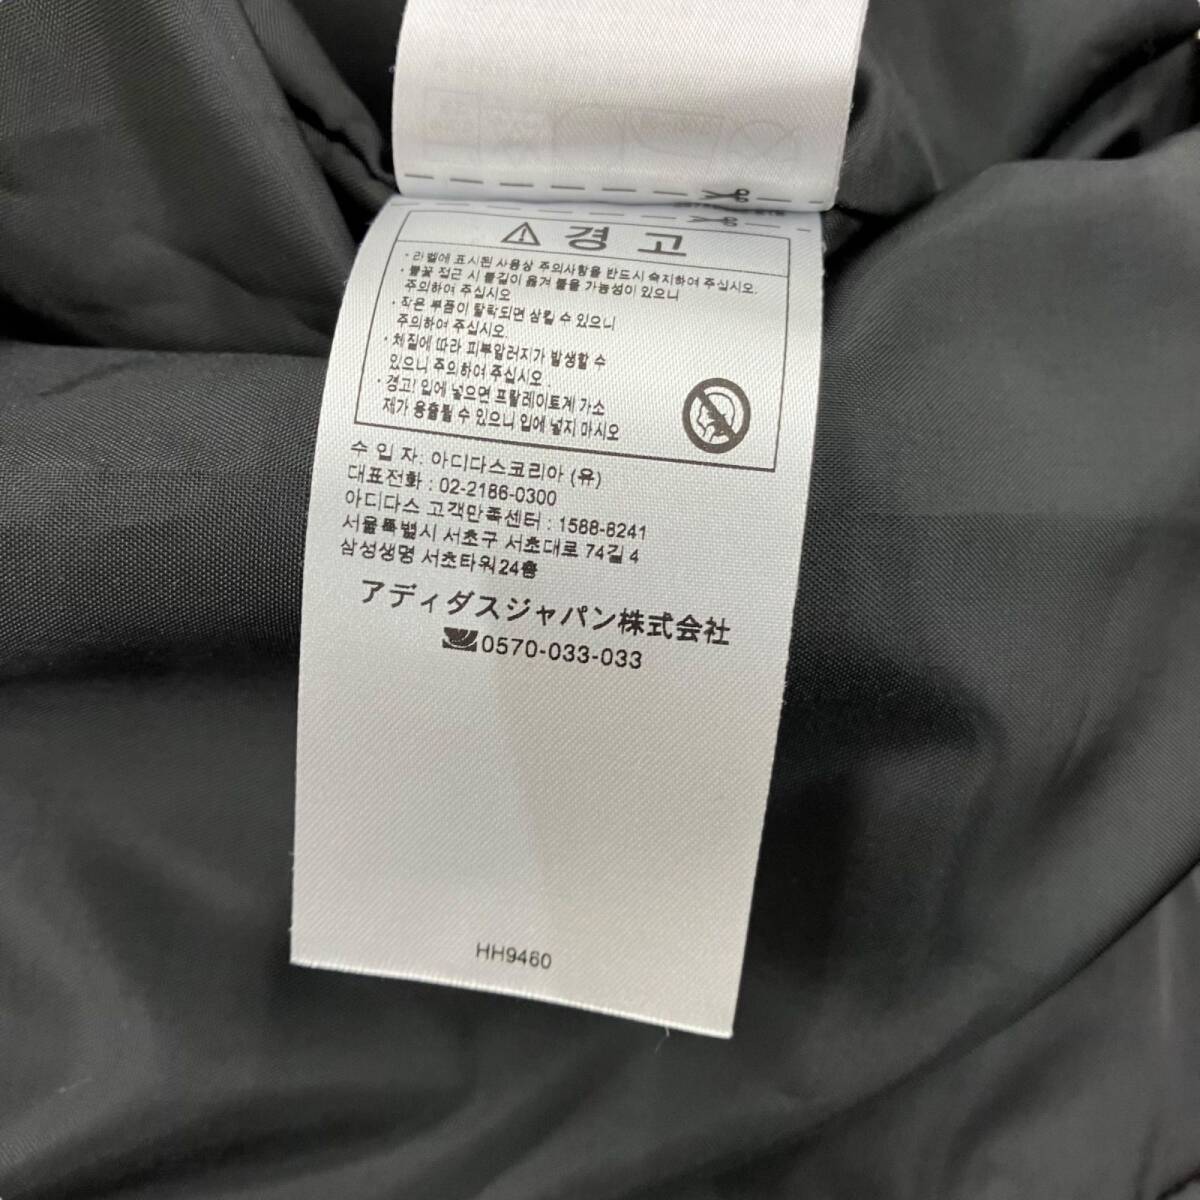 ⚠ 경 고
· 라벨에 표시된 사용상 주의사항을 반드시 숙지하여 주십시오.
· 불꽃 접근 시 불길이 옮겨 붙을 가능성이 있으니
주의하여 주십시오
· 작은 부품이 탈락되면 삼킬 수 있으니
주의하여 주십시오.
· 체질에 따라 피부알러지가 발생할 수
있으니 주의하여 주십시오.
· 경고! 입에 넣으면 프탈레이트계 가소
제가 용출될 수 있으니 입에 넣지 마시오
수 입 자: 아디다스코리아 (유)
대표전화 : 02-2186-0300
아디다스 고객만족센터 : 1588-8241
서울특별시 서초구 서초대로 74길 4
삼성생명 서초타워 24층
アディダスジャパン株式会社
0570-033-033
HH9460